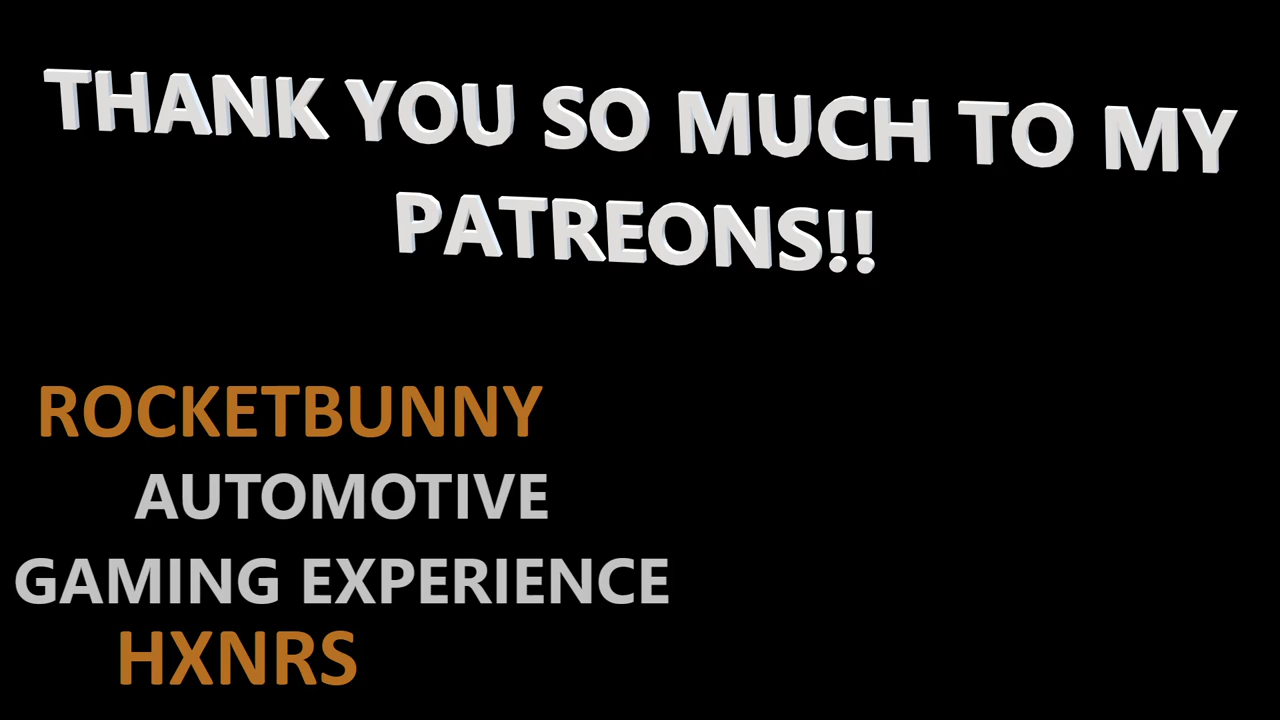 THANK YOU SO MUCH TO MY
PATREONS!!
ROCKETBUNNY
AUTOMOTIVE
GAMING EXPERIENCE
HXNRS